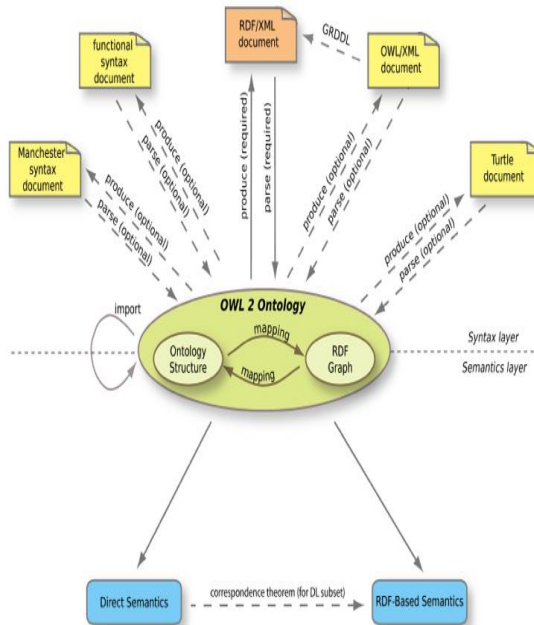 RDF/XML
document
GRDDL
OWL/XML
document
functional
syntax
document
Manchester
syntax
document
Turtle
document
produce (optional)
parse (optional)
produce (optional)
parse (optional)
produce (required)
parse (required)
produce (optional)
parse (optional)
produce (optional)
parse (optional)
import
OWL 2 Ontology
mapping
Ontology
Structure
RDF
Graph
mapping
Syntax layer
Semantics layer
Direct Semantics
correspondence theorem (for DL subset)
RDF-Based Semantics